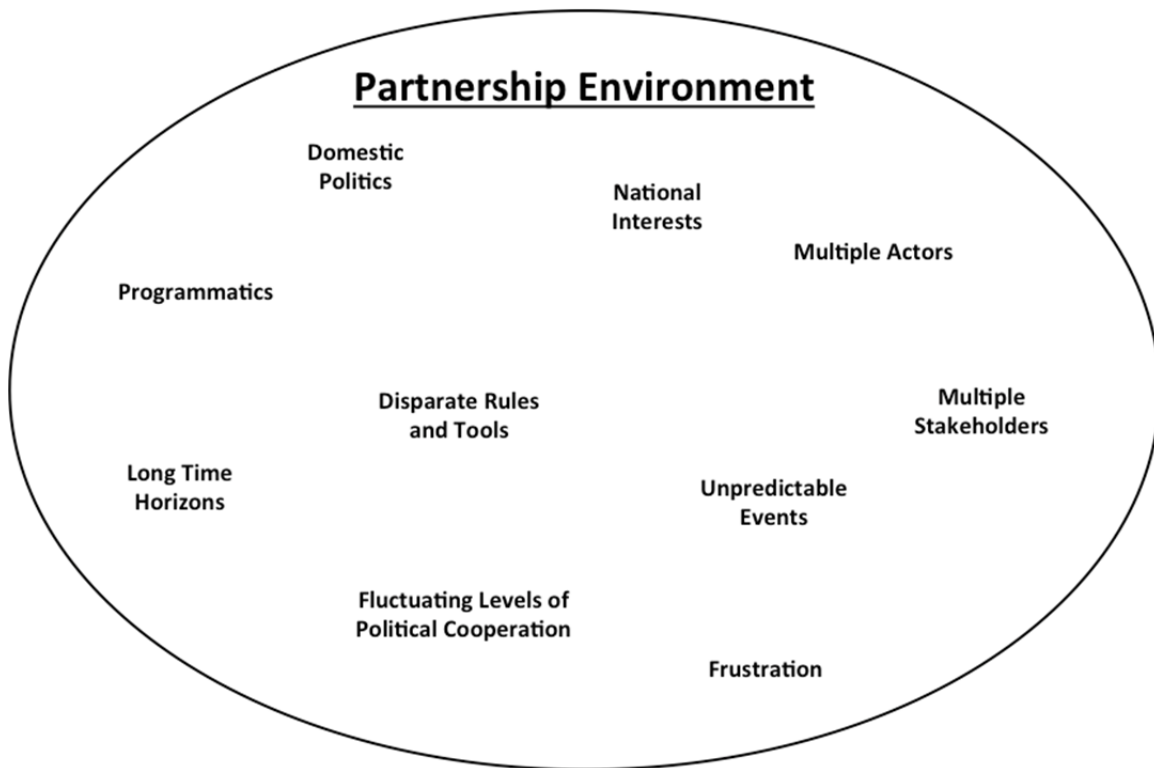 Partnership Environment
Domestic
Politics
National
Interests
Multiple Actors
Programmatics
Disparate Rules
and Tools
Multiple
Stakeholders
Long Time
Horizons
Unpredictable
Events
Fluctuating Levels of
Political Cooperation
Frustration